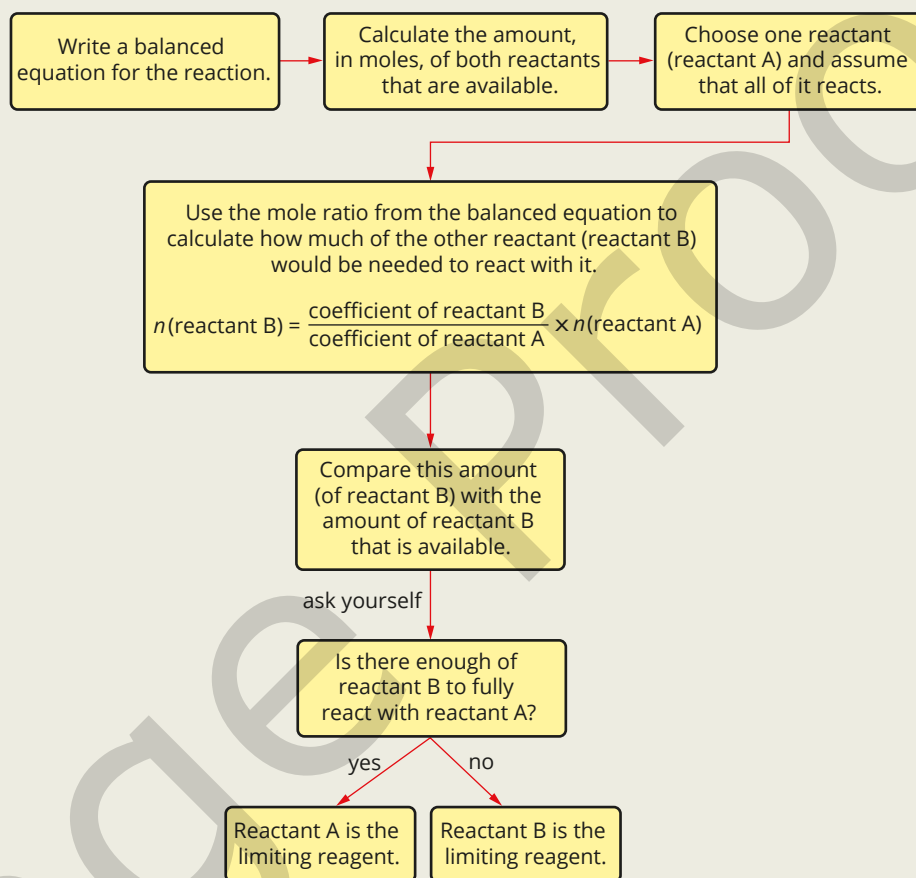 Write a balanced
equation for the reaction.
Calculate the amount,
in moles, of both reactants
that are available.
Choose one reactant
(reactant A) and assume
that all of it reacts.
Use the mole ratio from the balanced equation to
calculate how much of the other reactant (reactant B)
would be needed to react with it.
n(reactant B) = coefficient of reactant B / coefficient of reactant A × n(reactant A)
Compare this amount
(of reactant B) with the
amount of reactant B
that is available.
ask yourself
Is there enough of
reactant B to fully
react with reactant A?
yes
no
Reactant A is the
limiting reagent.
Reactant B is the
limiting reagent.